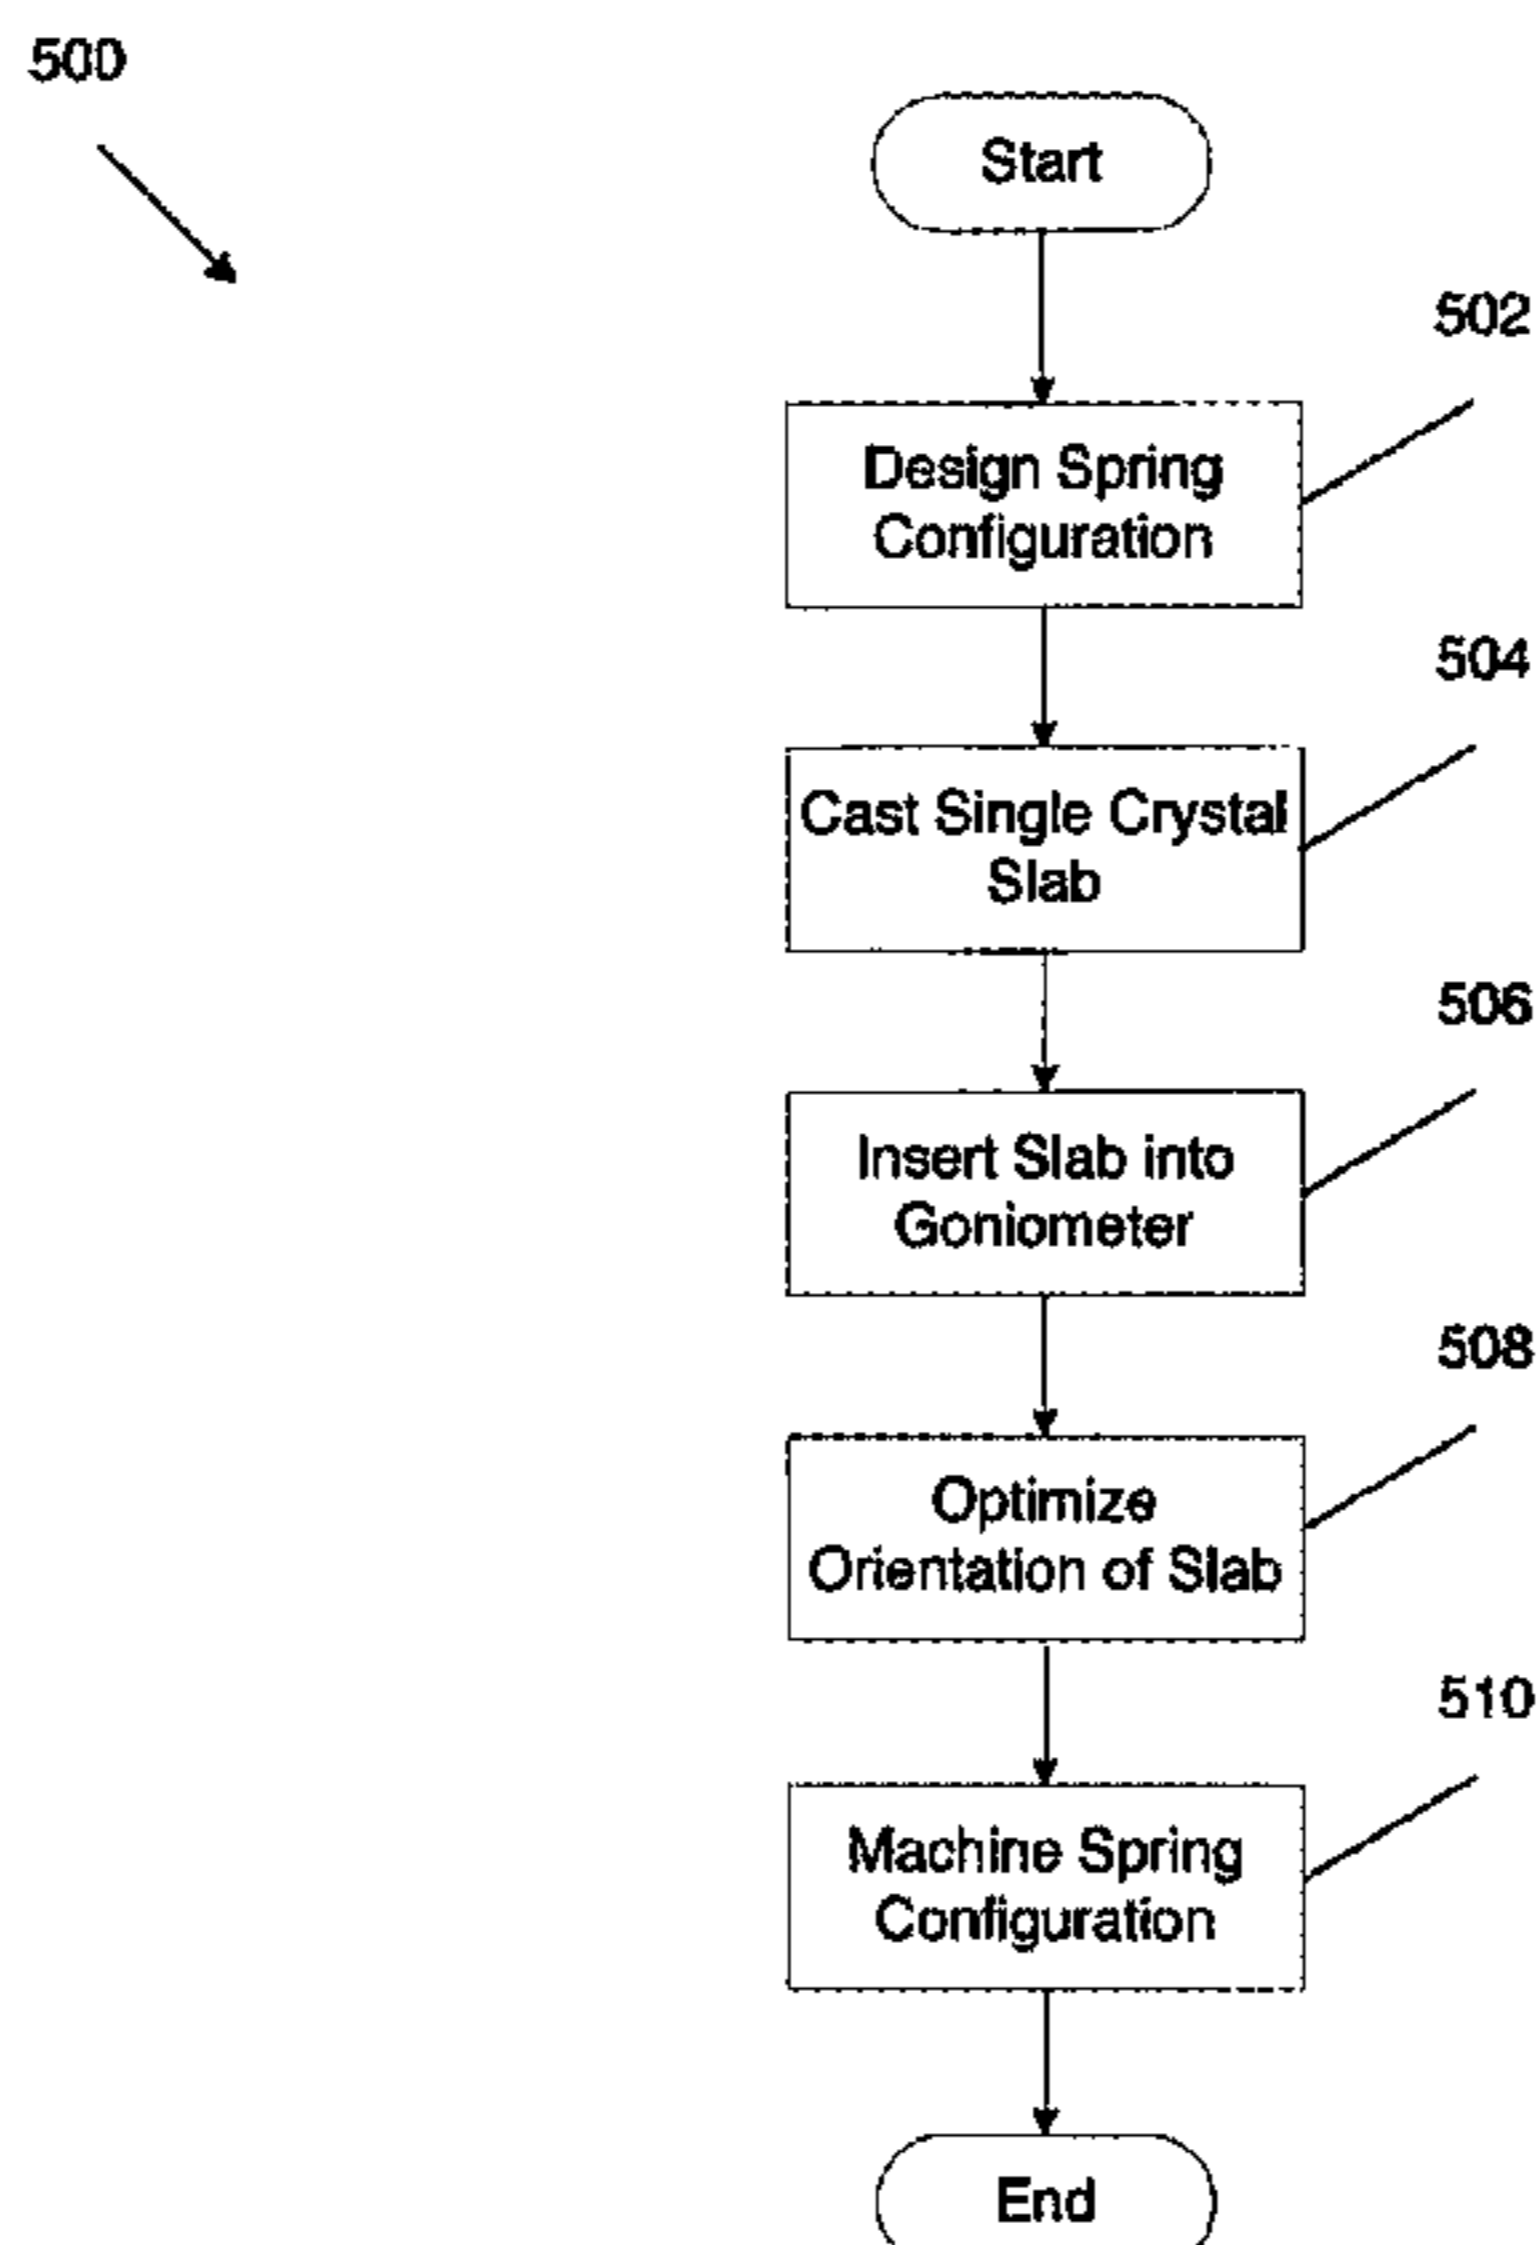 500
Start
502
Design Spring
Configuration
504
Cast Single Crystal
Slab
506
Insert Slab into
Goniometer
508
Optimize
Orientation of Slab
510
Machine Spring
Configuration
End